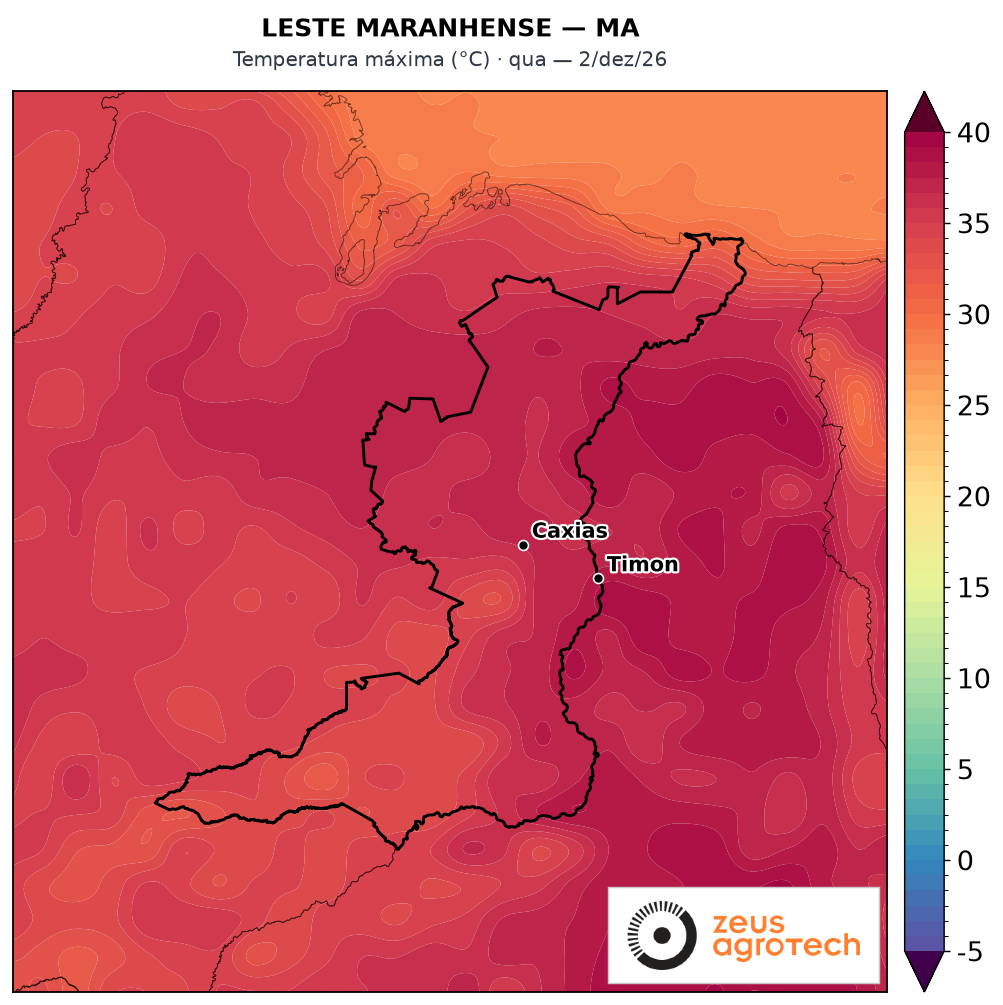 LESTE MARANHENSE — MA
Temperatura máxima (°C) · qua — 2/dez/26
40
35
30
25
20
15
10
5
0
-5
Caxias
Timon
zeus
agrotech